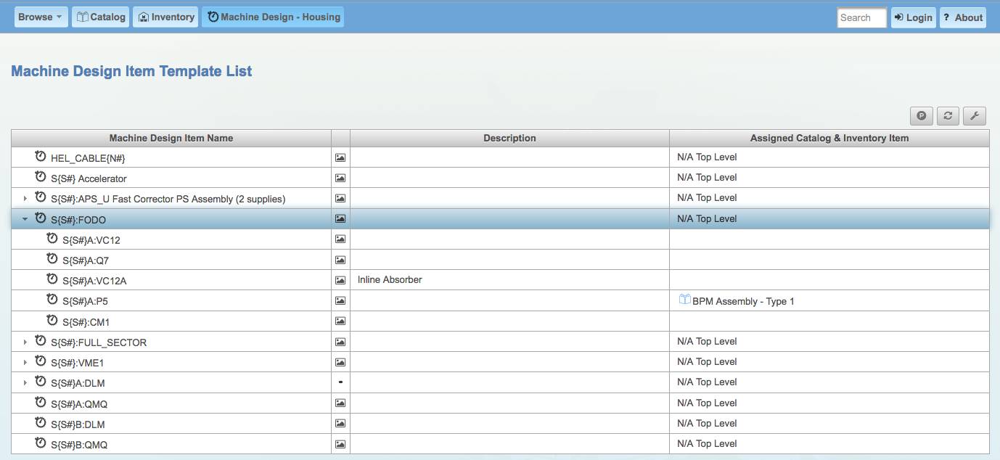 Browse Catalog Inventory Machine Design - Housing Search Login ? About
Machine Design Item Template List
P
Machine Design Item Name Description Assigned Catalog & Inventory Item
HEL_CABLE{N#} N/A Top Level
S{S#} Accelerator N/A Top Level
S{S#}:APS_U Fast Corrector PS Assembly (2 supplies) N/A Top Level
S{S#}:FODO N/A Top Level
S{S#}A:VC12
S{S#}A:Q7
S{S#}A:VC12A Inline Absorber
S{S#}A:P5 BPM Assembly - Type 1
S{S#}:CM1
S{S#}:FULL_SECTOR N/A Top Level
S{S#}:VME1 N/A Top Level
S{S#}A:DLM N/A Top Level
S{S#}A:QMQ N/A Top Level
S{S#}B:DLM N/A Top Level
S{S#}B:QMQ N/A Top Level